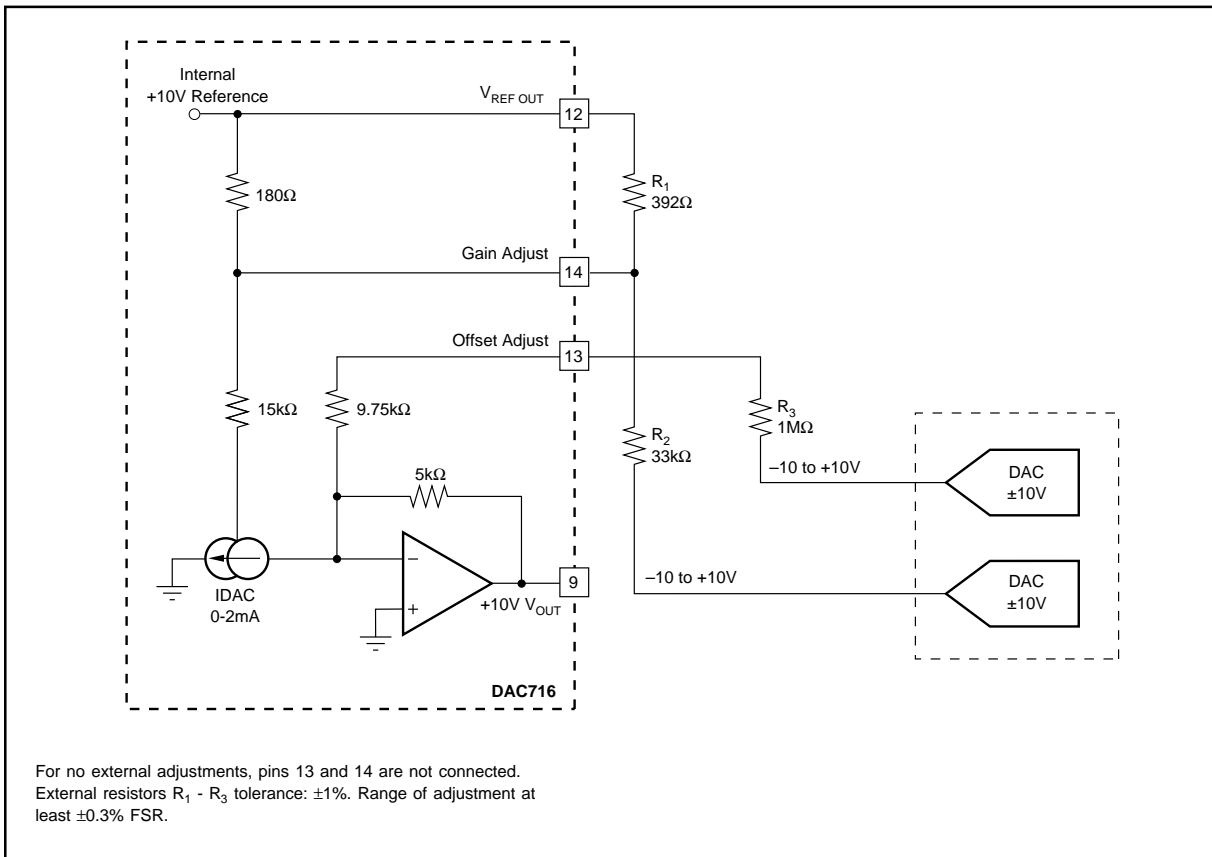 Internal
+10V Reference
V_REF OUT
12
180Ω
R₁
392Ω
Gain Adjust
14
Offset Adjust
13
15kΩ
9.75kΩ
R₃
1MΩ
R₂
33kΩ
–10 to +10V
DAC
±10V
5kΩ
–
+
IDAC
0-2mA
+10V V_OUT
9
–10 to +10V
DAC
±10V
DAC716
For no external adjustments, pins 13 and 14 are not connected.
External resistors R₁ - R₃ tolerance: ±1%. Range of adjustment at
least ±0.3% FSR.